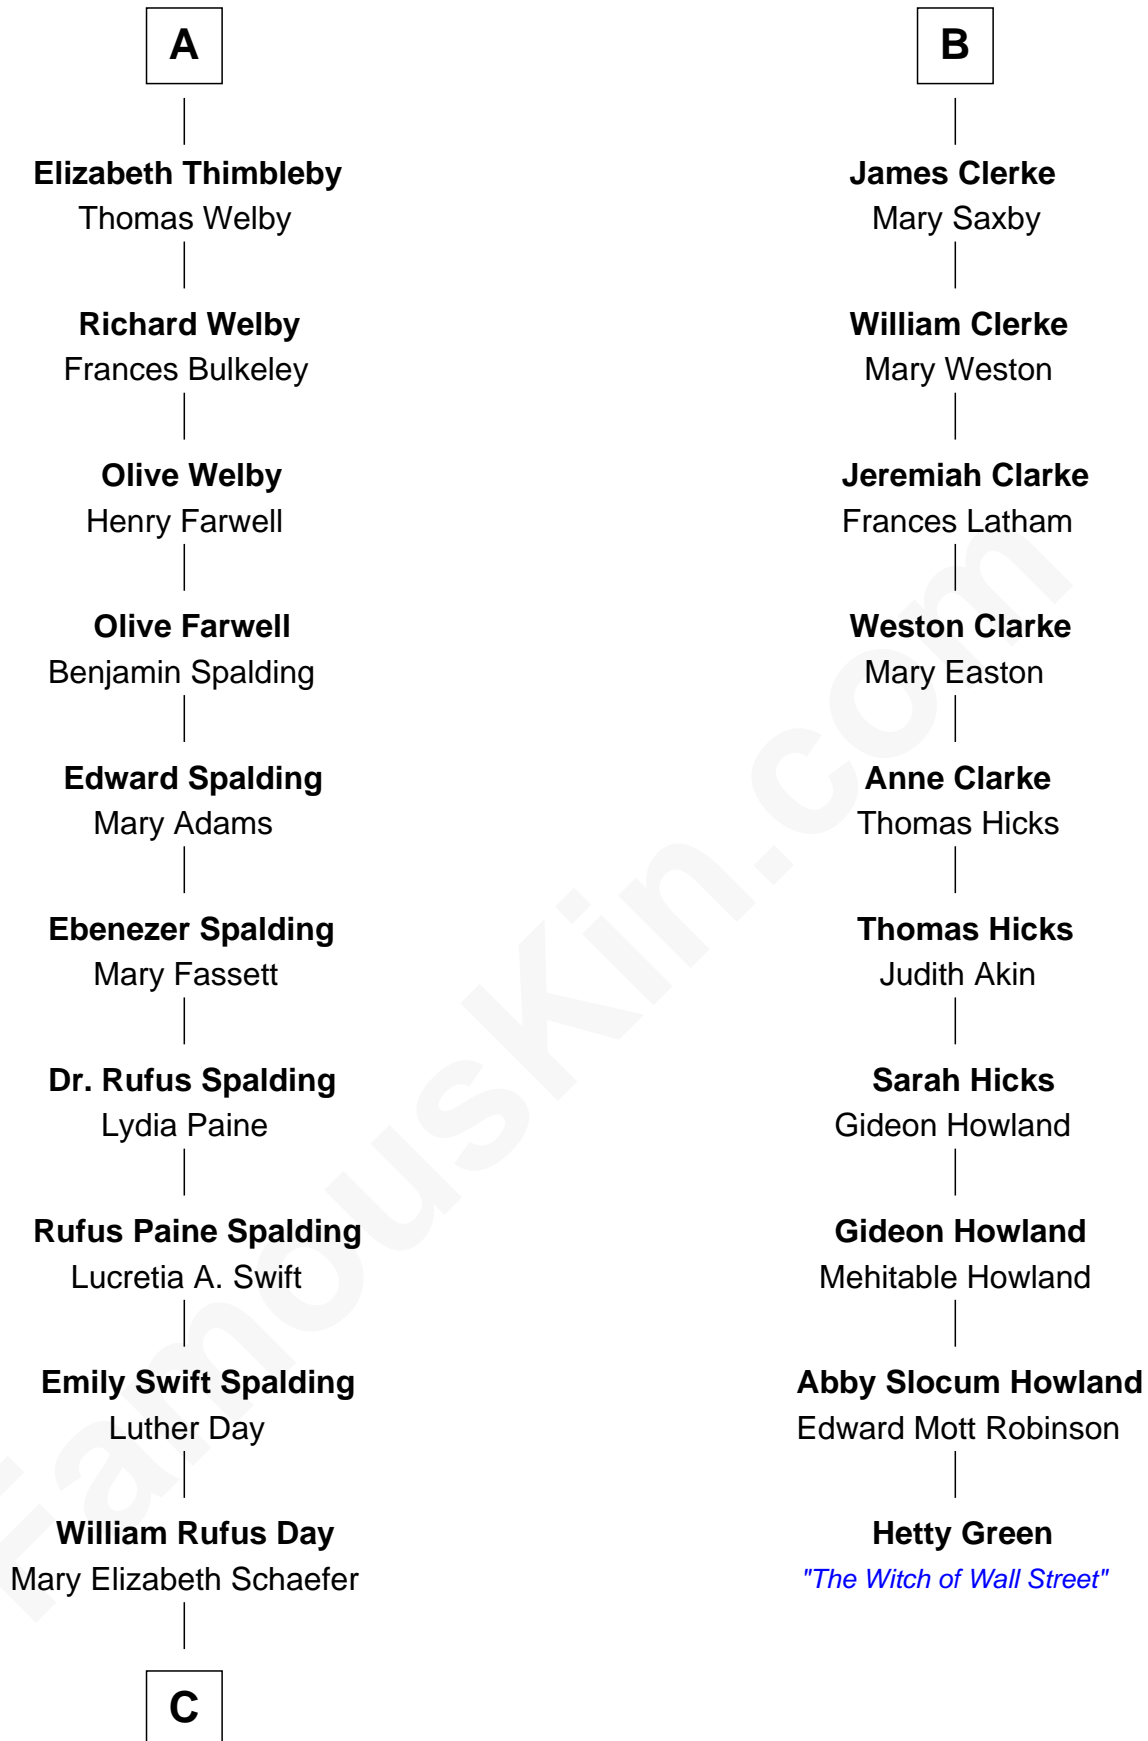 A
Elizabeth Thimbleby
Thomas Welby
Richard Welby
Frances Bulkeley
Olive Welby
Henry Farwell
Olive Farwell
Benjamin Spalding
Edward Spalding
Mary Adams
Ebenezer Spalding
Mary Fassett
Dr. Rufus Spalding
Lydia Paine
Rufus Paine Spalding
Lucretia A. Swift
Emily Swift Spalding
Luther Day
William Rufus Day
Mary Elizabeth Schaefer
C
B
James Clerke
Mary Saxby
William Clerke
Mary Weston
Jeremiah Clarke
Frances Latham
Weston Clarke
Mary Easton
Anne Clarke
Thomas Hicks
Thomas Hicks
Judith Akin
Sarah Hicks
Gideon Howland
Gideon Howland
Mehitable Howland
Abby Slocum Howland
Edward Mott Robinson
Hetty Green
"The Witch of Wall Street"
FamousKin.com